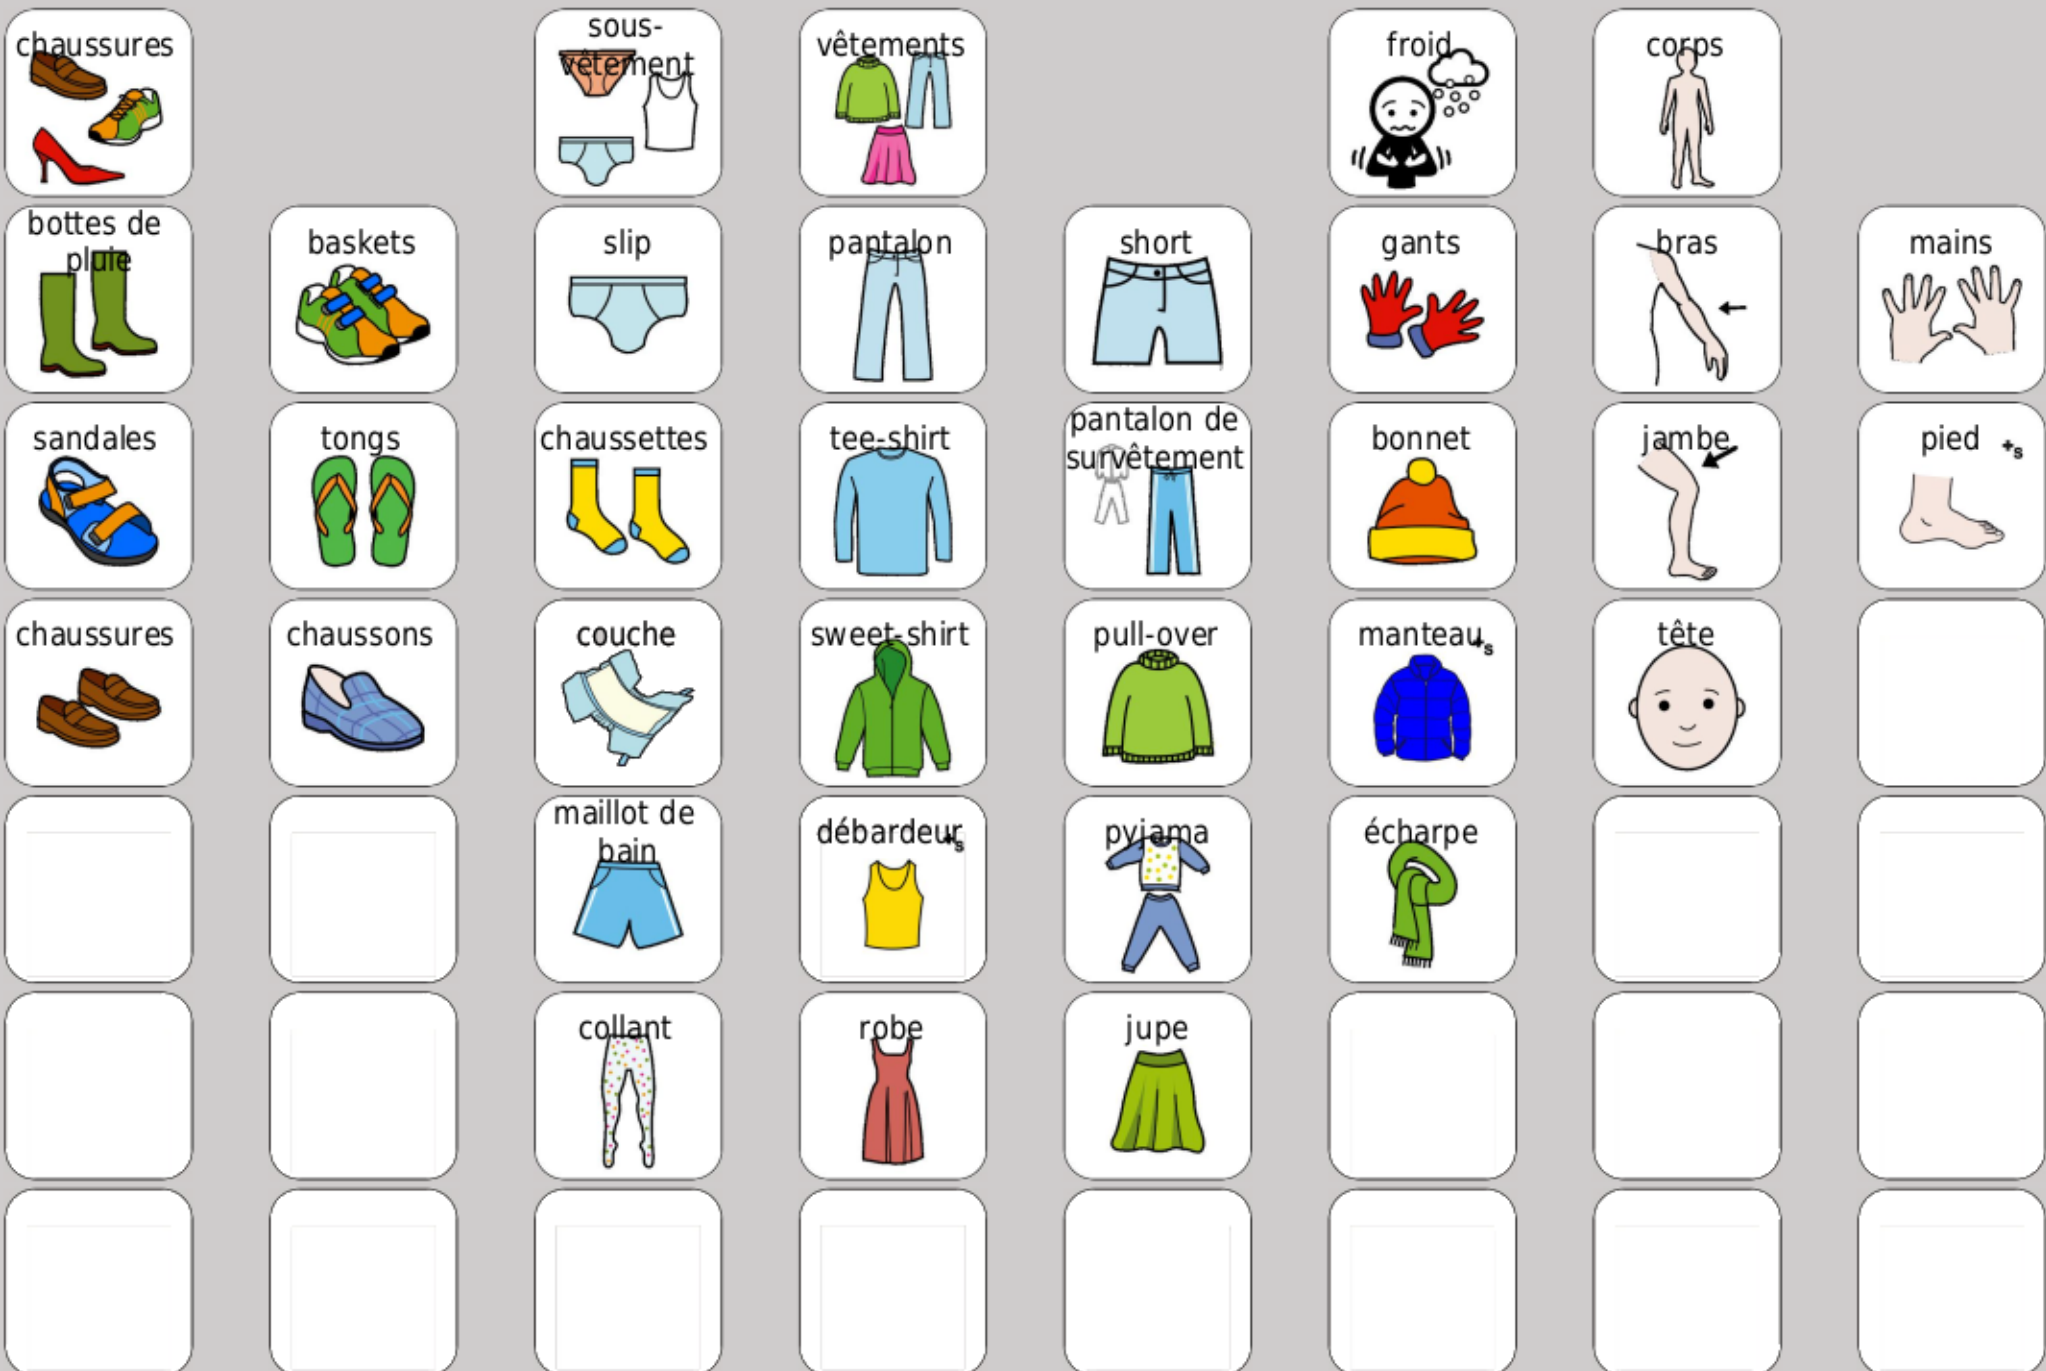 chaussures
sous-
vêtement
vêtements
froid
corps
bottes de
pluie
baskets
slip
pantalon
short
gants
bras
mains
sandales
tongs
chaussettes
tee-shirt
pantalon de
survêtement
bonnet
jambe
pied +s
chaussures
chaussons
couche
sweet-shirt
pull-over
manteau +s
tête
maillot de
bain
débardeur +s
pyjama
écharpe
collant
robe
jupe